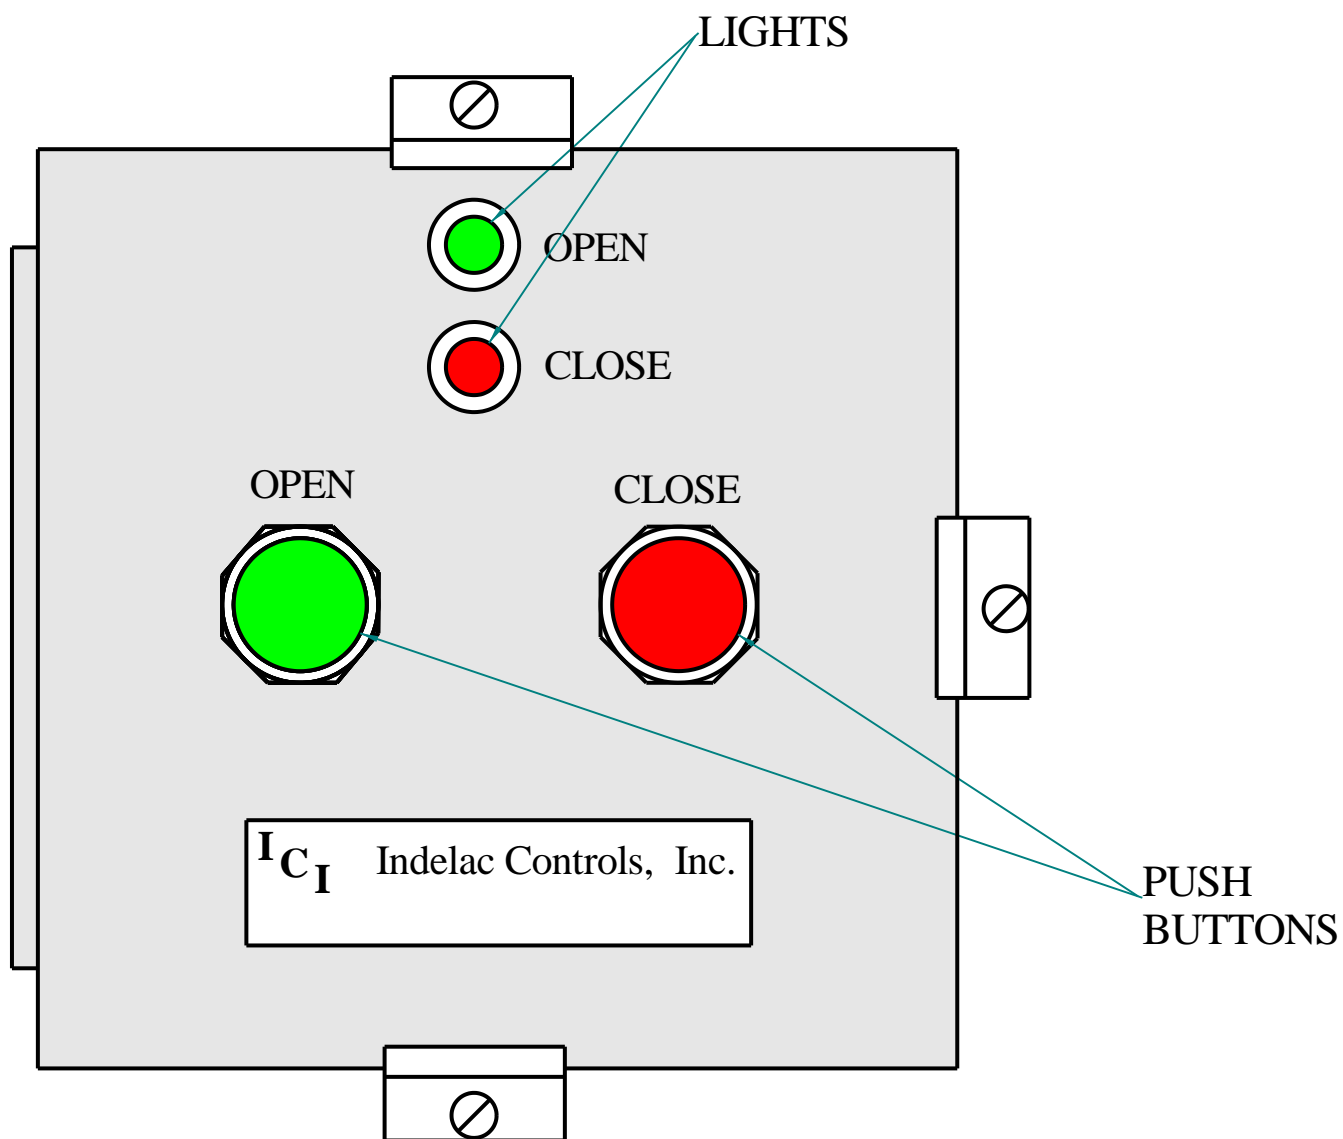 LIGHTS
OPEN
CLOSE
OPEN CLOSE
ICI Indelac Controls, Inc.
PUSH
BUTTONS